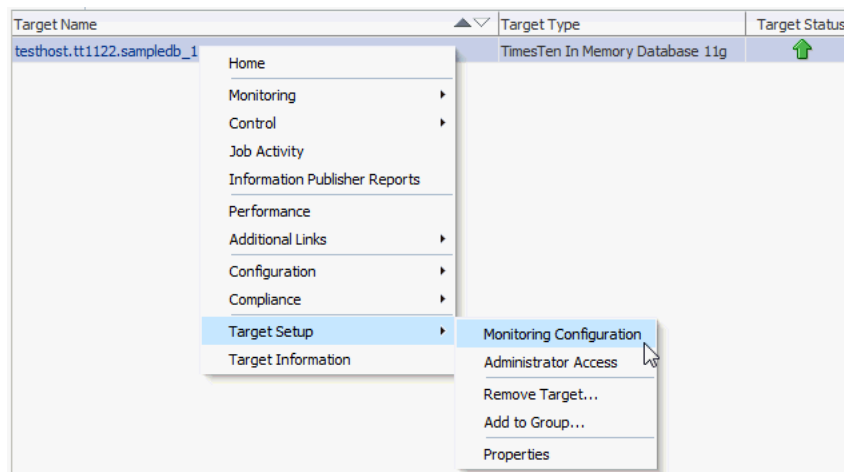 Target Name Target Type Target Status
testhost.tt1122.sampledb_1 TimesTen In Memory Database 11g
Home
Monitoring
Control
Job Activity
Information Publisher Reports
Performance
Additional Links
Configuration
Compliance
Target Setup
Target Information
Monitoring Configuration
Administrator Access
Remove Target...
Add to Group...
Properties